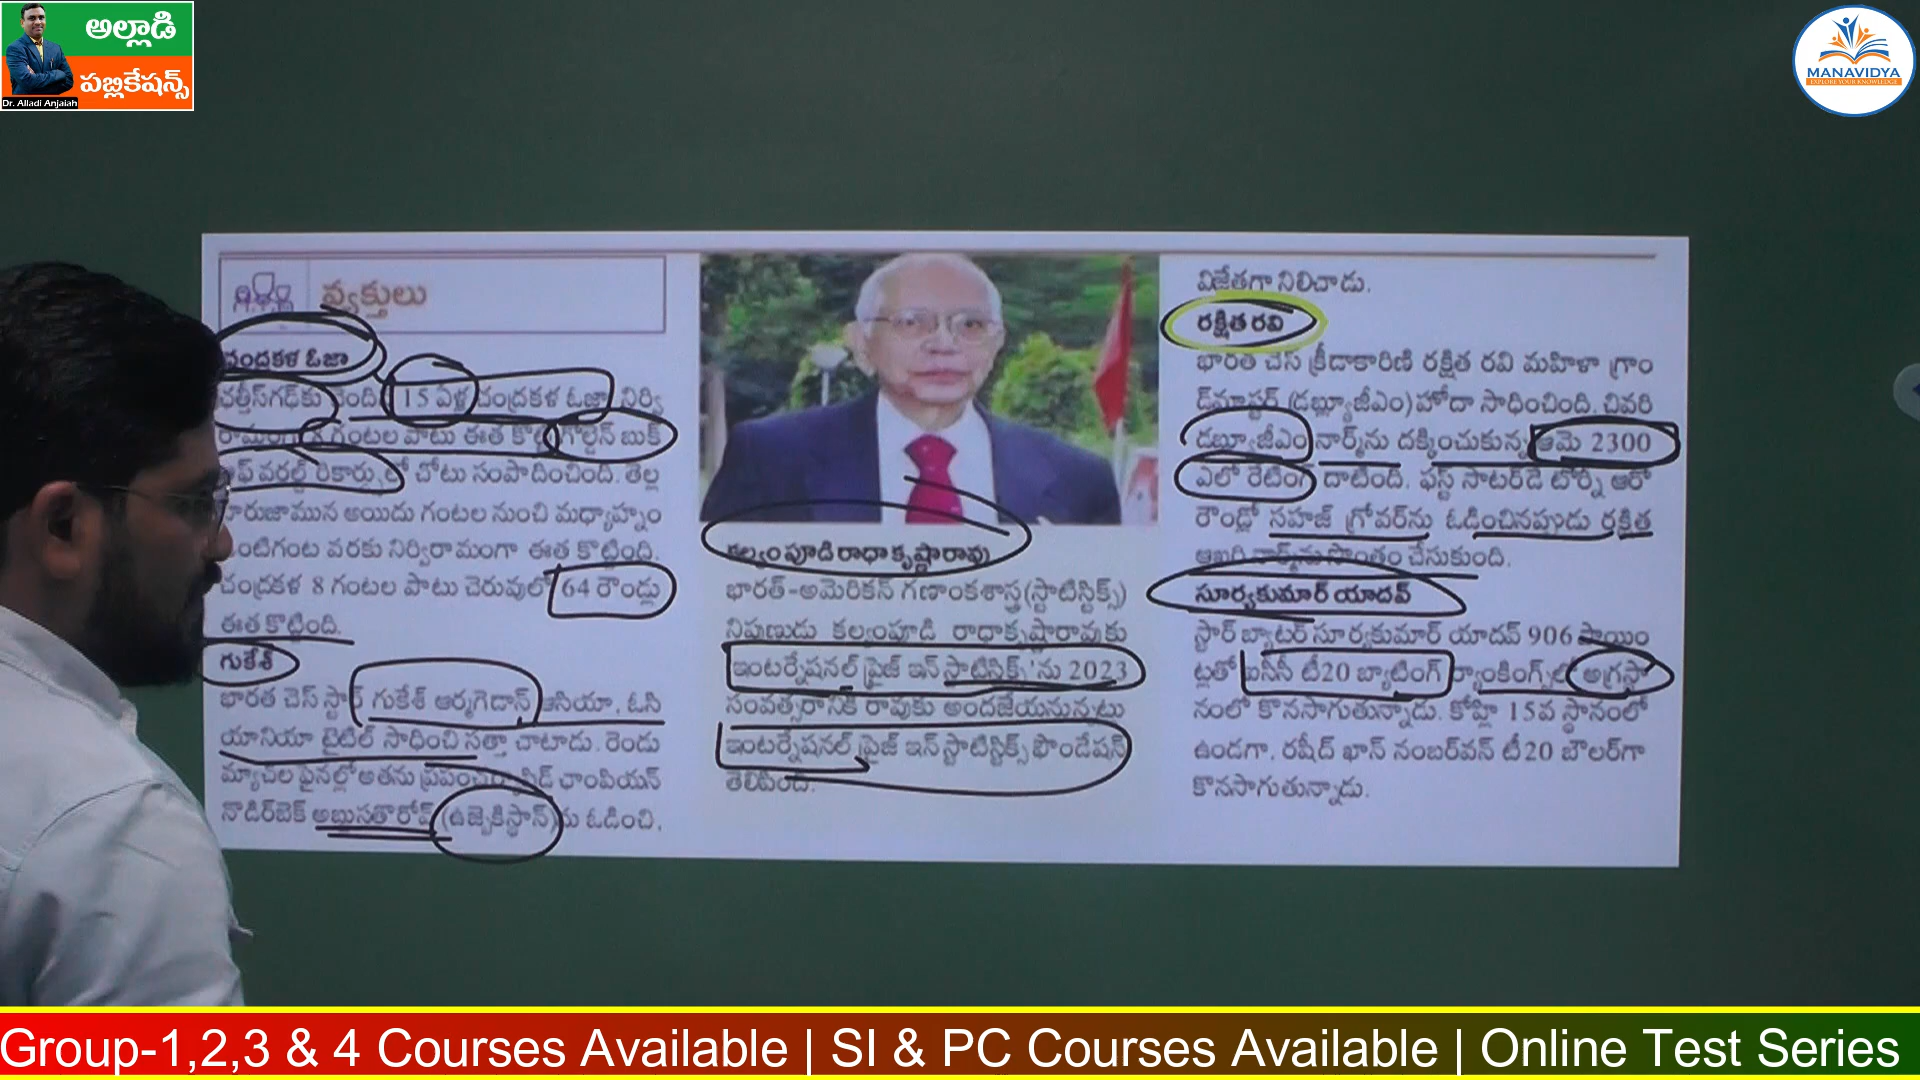 అల్లాడి
పబ్లికేషన్స్
Dr. Alladi Anjaiah
MANAVIDYA
EXPLORE YOUR KNOWLEDGE
వ్యక్తులు
చంద్రకళ ఓజా
ఛత్తీస్‌గఢ్‌కు చెందిన 15 ఏళ్ల చంద్రకళ ఓజా నిర్వి
రామంగా 8 గంటల పాటు ఈత కొట్టి గోల్డెన్ బుక్
ఆఫ్ వరల్డ్ రికార్డులో చోటు సంపాదించింది. తెల్ల
వారుజామున అయిదు గంటల నుంచి మధ్యాహ్నం
ఒంటిగంట వరకు నిర్విరామంగా ఈత కొట్టింది.
చంద్రకళ 8 గంటల పాటు చెరువులో 64 రౌండ్లు
ఈత కొట్టింది.
గుకేశ్
భారత చెస్ స్టార్ గుకేశ్ ఆర్మగెడాన్ ఆసియా, ఓసి
యానియా టైటిల్ సాధించి సత్తా చాటాడు. రెండు
మ్యాచ్‌ల ఫైనల్లో అతను ప్రపంచ ర్యాపిడ్ ఛాంపియన్
నొడిర్‌బెక్ అబ్దుసతొరోవ్ (ఉజ్బెకిస్థాన్)ను ఓడించి,
కల్యంపూడి రాధాకృష్ణారావు
భారత-అమెరికన్ గణాంకశాస్త్ర(స్టాటిస్టిక్స్)
నిపుణుడు కల్యంపూడి రాధాకృష్ణారావుకు
ఇంటర్నేషనల్ ప్రైజ్ ఇన్ స్టాటిస్టిక్స్'ను 2023
సంవత్సరానికి రావుకు అందజేయనున్నట్లు
ఇంటర్నేషనల్ ప్రైజ్ ఇన్ స్టాటిస్టిక్స్ ఫౌండేషన్
తెలిపింది.
విజేతగా నిలిచాడు.
రక్షిత రవి
భారత చెస్ క్రీడాకారిణి రక్షిత రవి మహిళా గ్రాం
డ్‌మాస్టర్ (డబ్ల్యూజీఎం) హోదా సాధించింది. చివరి
డబ్ల్యూజీఎం నార్మ్‌ను దక్కించుకున్న ఆమె 2300
ఎలో రేటింగ్ దాటింది. ఫస్ట్ సాటర్‌డే టోర్నీ ఆరో
రౌండ్లో సహజ్ గ్రోవర్‌ను ఓడించినప్పుడు రక్షిత
ఆఖరి నార్మ్‌ను సొంతం చేసుకుంది.
సూర్యకుమార్ యాదవ్
స్టార్ బ్యాటర్ సూర్యకుమార్ యాదవ్ 906 పాయిం
ట్లతో ఐసీసీ టీ20 బ్యాటింగ్ ర్యాంకింగ్స్‌లో అగ్రస్థా
నంలో కొనసాగుతున్నాడు. కోహ్లి 15వ స్థానంలో
ఉండగా. రషీద్ ఖాన్ నంబర్‌వన్ టీ20 బౌలర్‌గా
కొనసాగుతున్నాడు.
Group-1,2,3 & 4 Courses Available | SI & PC Courses Available | Online Test Series